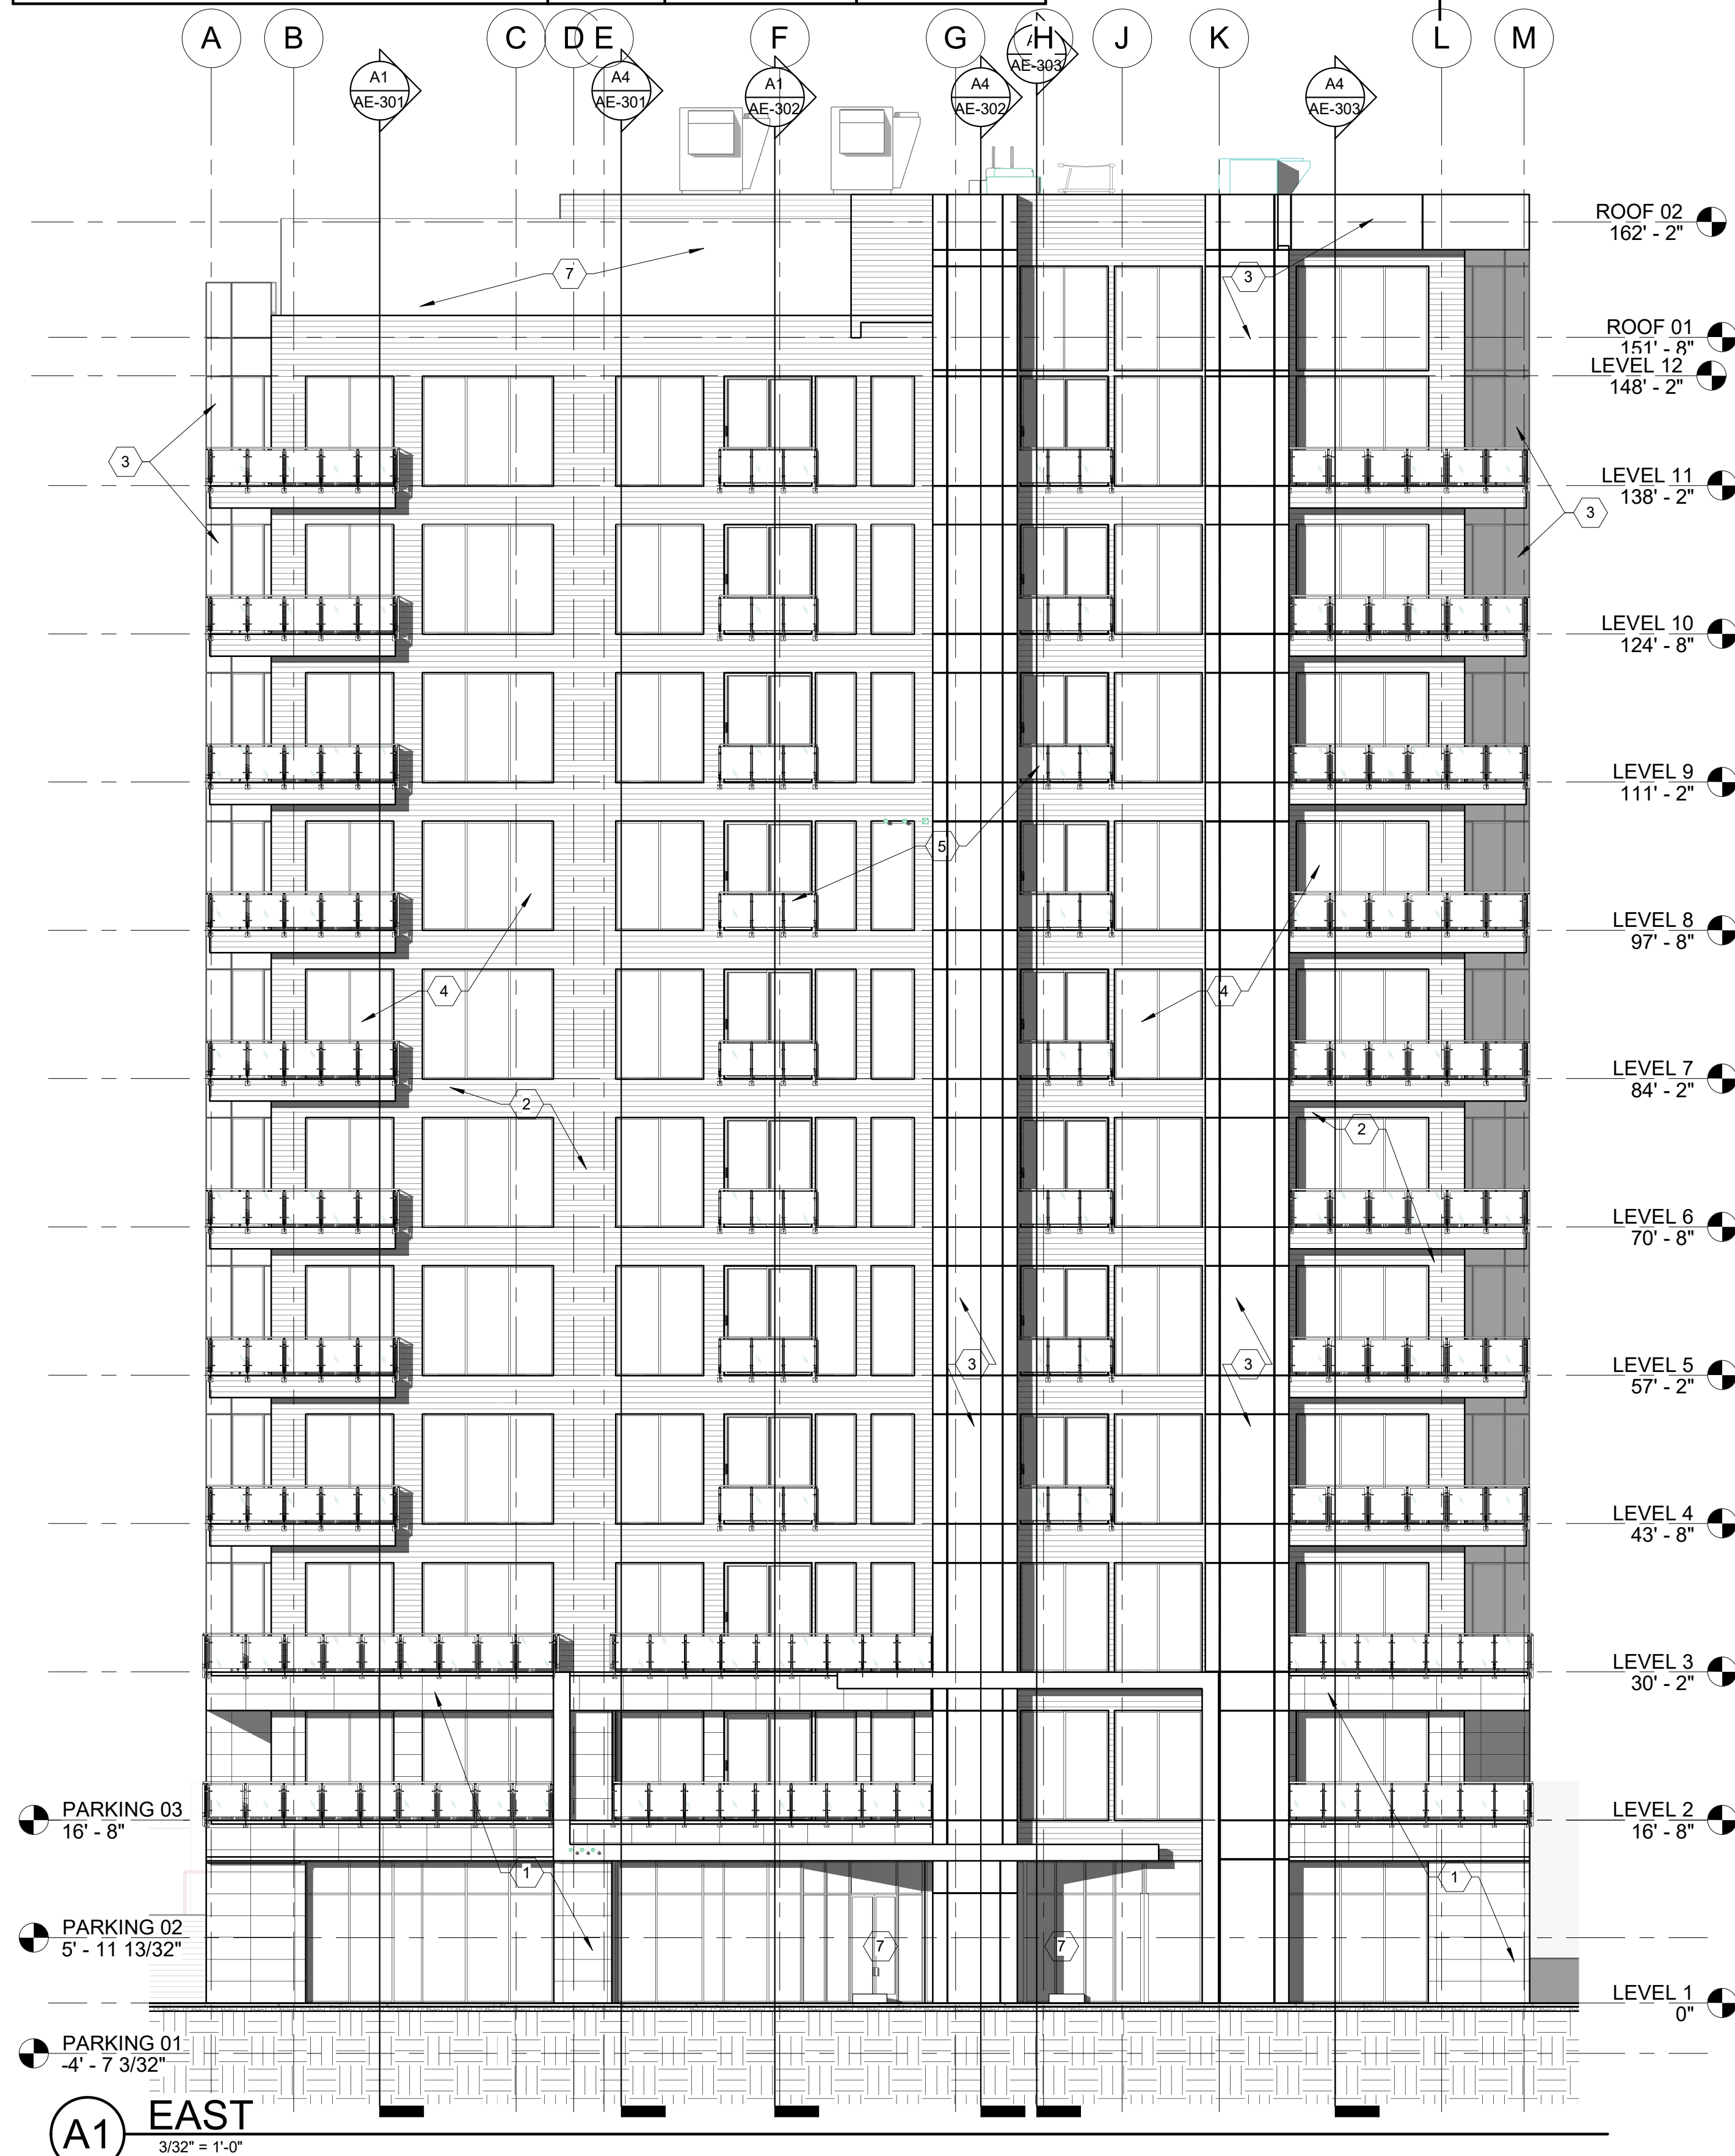 A B C D E F G H J K L M
A1
AE-301
A4
AE-301
A1
AE-302
A4
AE-302
AE-303
A4
AE-303
ROOF 02
162' - 2"
7
3
ROOF 01
151' - 8"
LEVEL 12
148' - 2"
3
LEVEL 11
138' - 2"
3
LEVEL 10
124' - 8"
LEVEL 9
111' - 2"
5
LEVEL 8
97' - 8"
4
4
LEVEL 7
84' - 2"
2
2
LEVEL 6
70' - 8"
3
3
LEVEL 5
57' - 2"
LEVEL 4
43' - 8"
LEVEL 3
30' - 2"
PARKING 03
16' - 8"
LEVEL 2
16' - 8"
1
1
PARKING 02
5' - 11 13/32"
7
7
LEVEL 1
0"
PARKING 01
-4' - 7 3/32"
A1
EAST
3/32" = 1'-0"